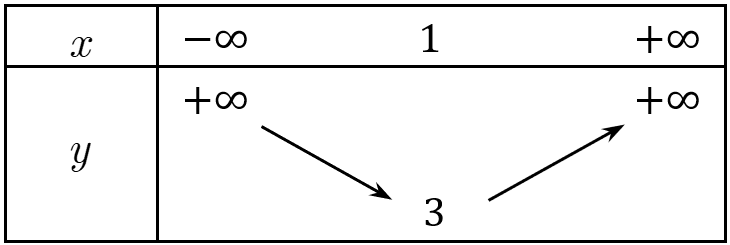 x −∞ 1 +∞
+∞ +∞
y
3